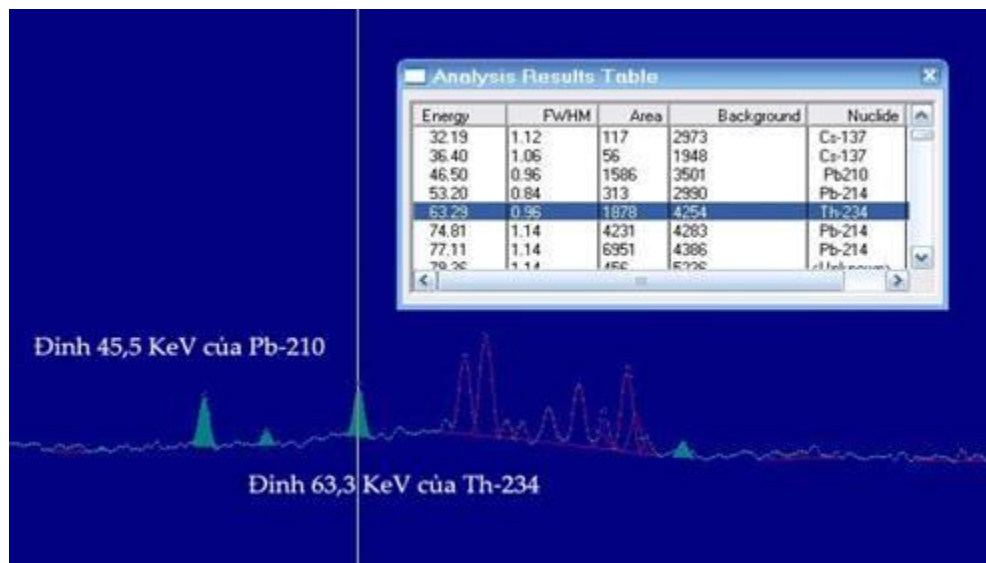 Analysis Results Table
Energy FWHM Area Background Nuclide
32.19 1.12 117 2973 Cs-137
36.40 1.06 56 1948 Cs-137
46.50 0.96 1586 3501 Pb210
53.20 0.84 313 2990 Pb-214
63.29 0.96 1878 4254 Th-234
74.81 1.14 4231 4283 Pb-214
77.11 1.14 6951 4386 Pb-214
Đỉnh 45,5 KeV của Pb-210
Đỉnh 63,3 KeV của Th-234